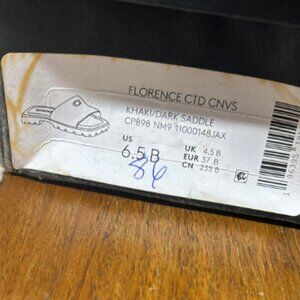 FLORENCE CTD CNVS
KHAKI/DARK SADDLE
CP898 NM9 11000148JAX
US
6.5 B
UK 4.5 B
EUR 37 B
CN 235 B
86